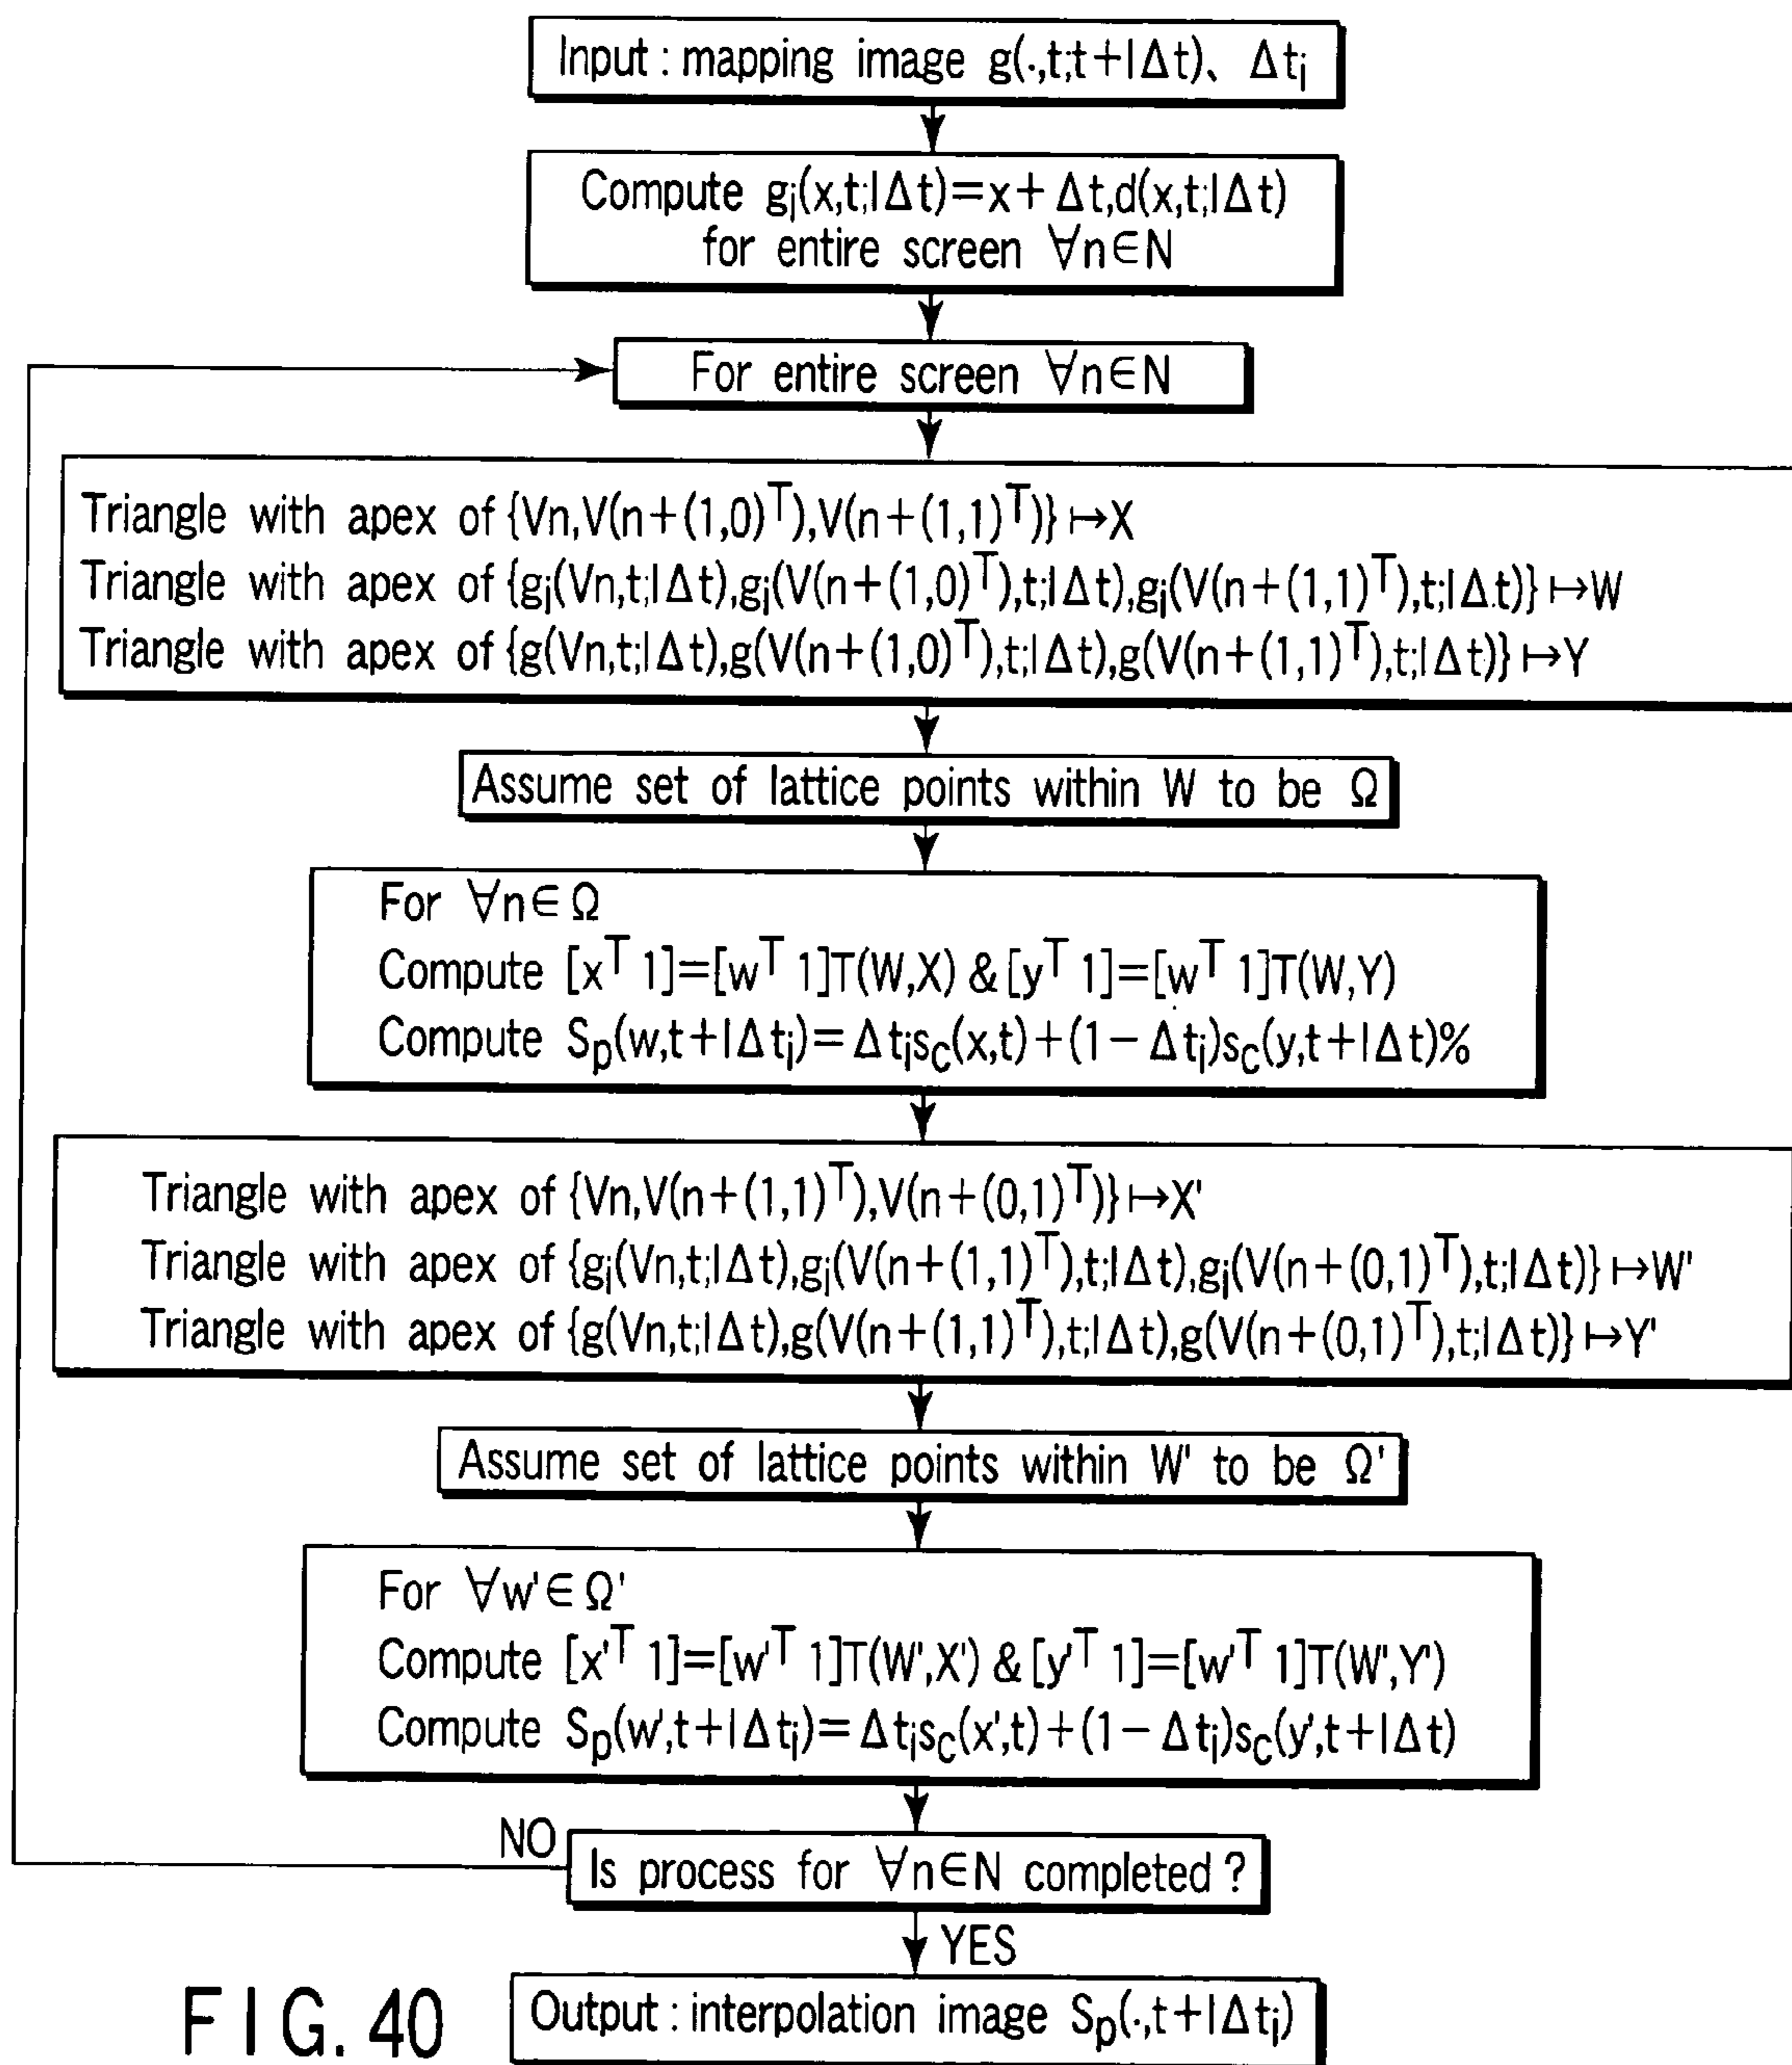 Input : mapping image g(·,t;t+lΔt)、 Δtⱼ
Compute gⱼ(x,t;lΔt)=x+Δt,d(x,t;lΔt)
for entire screen ∀n∈N
For entire screen ∀n∈N
Triangle with apex of {Vn,V(n+(1,0)ᵀ),V(n+(1,1)ᵀ)}↦X
Triangle with apex of {gⱼ(Vn,t;lΔt),gⱼ(V(n+(1,0)ᵀ),t;lΔt),gⱼ(V(n+(1,1)ᵀ),t;lΔt)}↦W
Triangle with apex of {g(Vn,t;lΔt),g(V(n+(1,0)ᵀ),t;lΔt),g(V(n+(1,1)ᵀ),t;lΔt)}↦Y
Assume set of lattice points within W to be Ω
For ∀n∈Ω
Compute [xᵀ 1]=[wᵀ 1]T(W,X) & [yᵀ 1]=[wᵀ 1]T(W,Y)
Compute Sₚ(w,t+lΔtⱼ)=Δtⱼs_C(x,t)+(1−Δtⱼ)s_C(y,t+lΔt)%
Triangle with apex of {Vn,V(n+(1,1)ᵀ),V(n+(0,1)ᵀ)}↦X'
Triangle with apex of {gⱼ(Vn,t;lΔt),gⱼ(V(n+(1,1)ᵀ),t;lΔt),gⱼ(V(n+(0,1)ᵀ),t;lΔt)}↦W'
Triangle with apex of {g(Vn,t;lΔt),g(V(n+(1,1)ᵀ),t;lΔt),g(V(n+(0,1)ᵀ),t;lΔt)}↦Y'
Assume set of lattice points within W' to be Ω'
For ∀w'∈Ω'
Compute [x'ᵀ 1]=[w'ᵀ 1]T(W',X') & [y'ᵀ 1]=[w'ᵀ 1]T(W',Y')
Compute Sₚ(w',t+lΔtⱼ)=Δtⱼs_C(x',t)+(1−Δtⱼ)s_C(y',t+lΔt)
NO
Is process for ∀n∈N completed ?
YES
Output : interpolation image Sₚ(·,t+lΔtⱼ)
FIG. 40